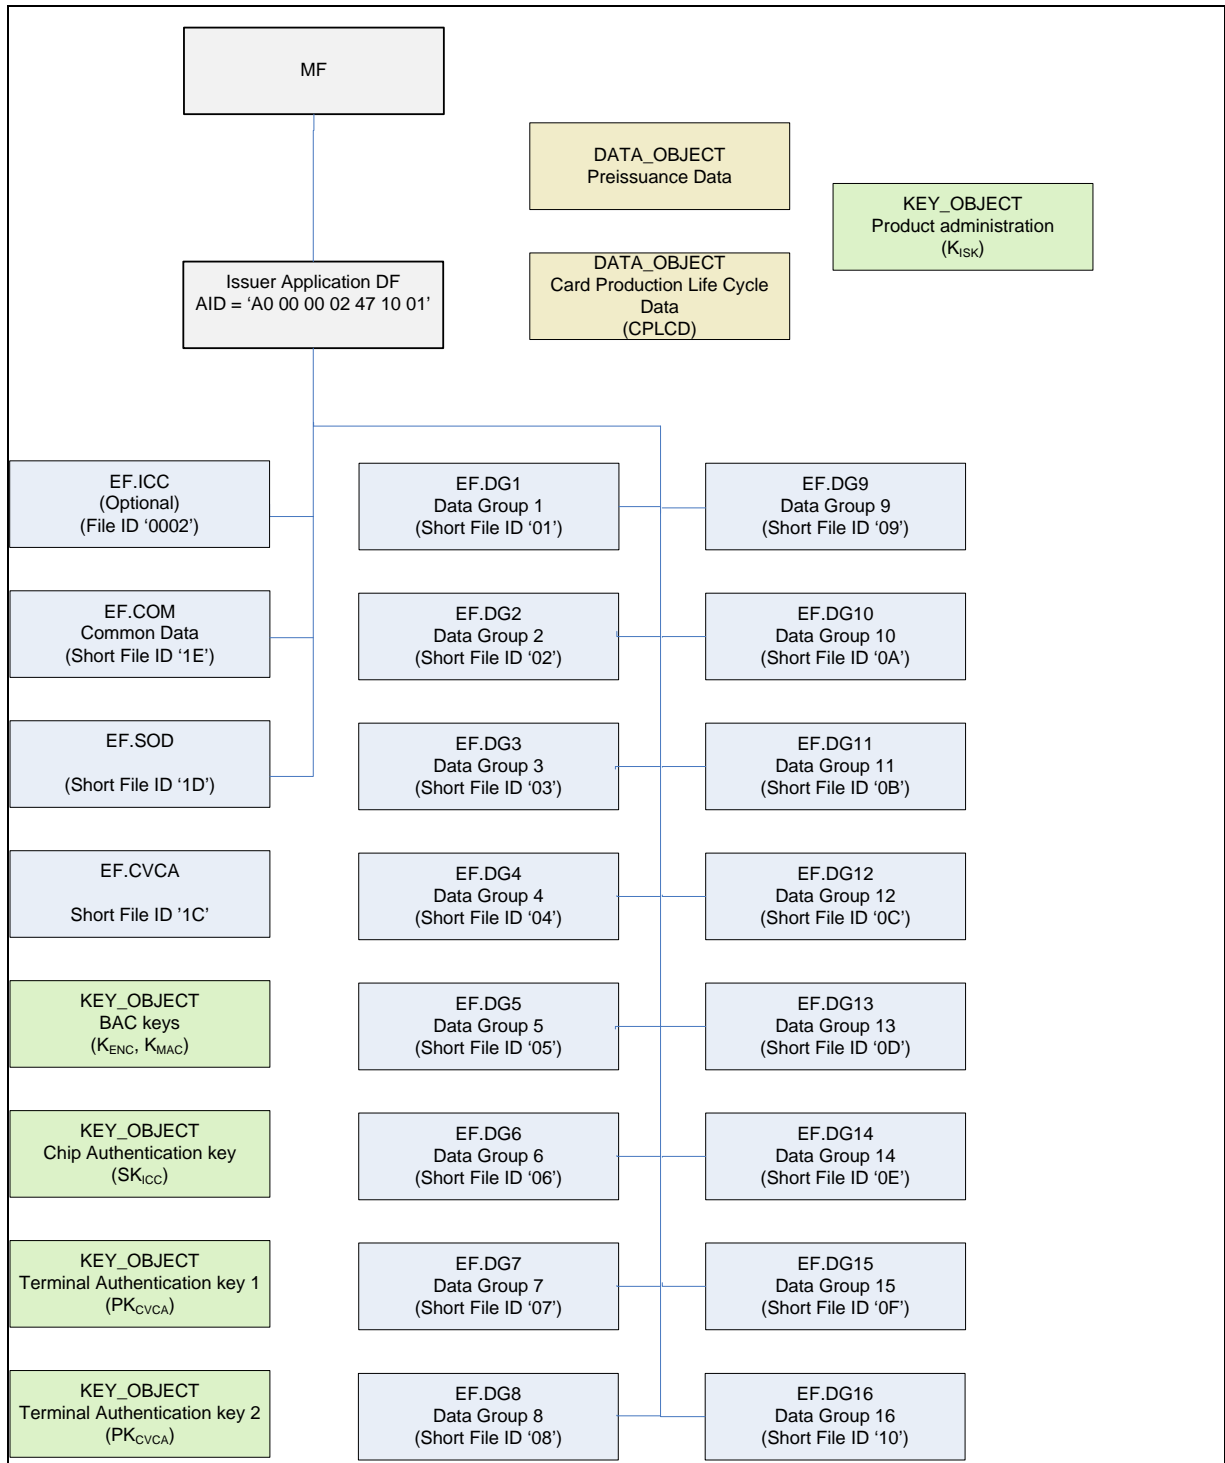 MF
DATA_OBJECT
Preissuance Data
KEY_OBJECT
Product administration
(KISK)
Issuer Application DF
AID = ‘A0 00 00 02 47 10 01’
DATA_OBJECT
Card Production Life Cycle
Data
(CPLCD)
EF.ICC
(Optional)
(File ID ‘0002’)
EF.DG1
Data Group 1
(Short File ID ‘01’)
EF.DG9
Data Group 9
(Short File ID ‘09’)
EF.COM
Common Data
(Short File ID ‘1E’)
EF.DG2
Data Group 2
(Short File ID ‘02’)
EF.DG10
Data Group 10
(Short File ID ‘0A’)
EF.SOD
(Short File ID ‘1D’)
EF.DG3
Data Group 3
(Short File ID ‘03’)
EF.DG11
Data Group 11
(Short File ID ‘0B’)
EF.CVCA
Short File ID '1C'
EF.DG4
Data Group 4
(Short File ID ‘04’)
EF.DG12
Data Group 12
(Short File ID ‘0C’)
KEY_OBJECT
BAC keys
(KENC, KMAC)
EF.DG5
Data Group 5
(Short File ID ‘05’)
EF.DG13
Data Group 13
(Short File ID ‘0D’)
KEY_OBJECT
Chip Authentication key
(SKICC)
EF.DG6
Data Group 6
(Short File ID ‘06’)
EF.DG14
Data Group 14
(Short File ID ‘0E’)
KEY_OBJECT
Terminal Authentication key 1
(PKCVCA)
EF.DG7
Data Group 7
(Short File ID ‘07’)
EF.DG15
Data Group 15
(Short File ID ‘0F’)
KEY_OBJECT
Terminal Authentication key 2
(PKCVCA)
EF.DG8
Data Group 8
(Short File ID ‘08’)
EF.DG16
Data Group 16
(Short File ID ‘10’)